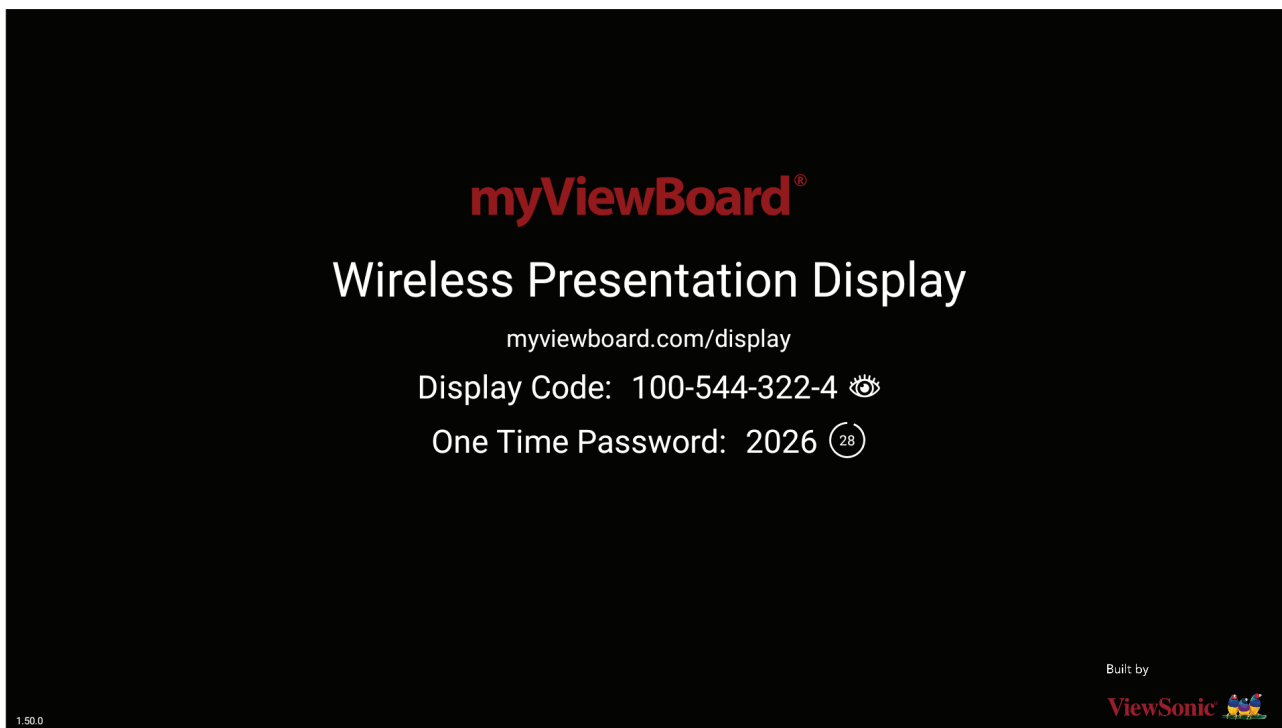 myViewBoard®
Wireless Presentation Display
myviewboard.com/display
Display Code: 100-544-322-4
One Time Password: 2026 28
Built by
ViewSonic
1.50.0